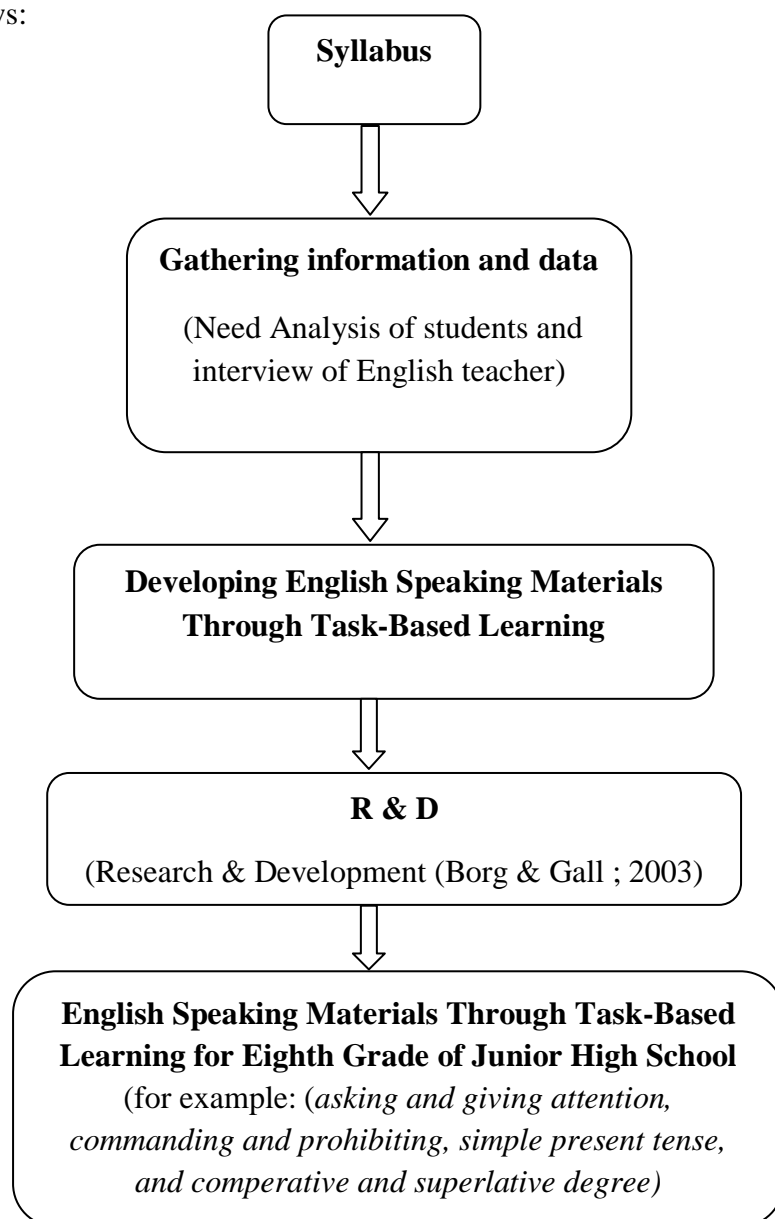 ys:
Syllabus
Gathering information and data
(Need Analysis of students and
interview of English teacher)
Developing English Speaking Materials
Through Task-Based Learning
R & D
(Research & Development (Borg & Gall ; 2003)
English Speaking Materials Through Task-Based
Learning for Eighth Grade of Junior High School
(for example: (asking and giving attention,
commanding and prohibiting, simple present tense,
and comperative and superlative degree)